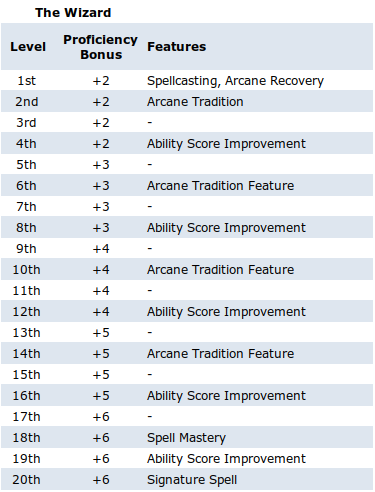 The Wizard
Level Proficiency Bonus Features
1st +2 Spellcasting, Arcane Recovery
2nd +2 Arcane Tradition
3rd +2 -
4th +2 Ability Score Improvement
5th +3 -
6th +3 Arcane Tradition Feature
7th +3 -
8th +3 Ability Score Improvement
9th +4 -
10th +4 Arcane Tradition Feature
11th +4 -
12th +4 Ability Score Improvement
13th +5 -
14th +5 Arcane Tradition Feature
15th +5 -
16th +5 Ability Score Improvement
17th +6 -
18th +6 Spell Mastery
19th +6 Ability Score Improvement
20th +6 Signature Spell